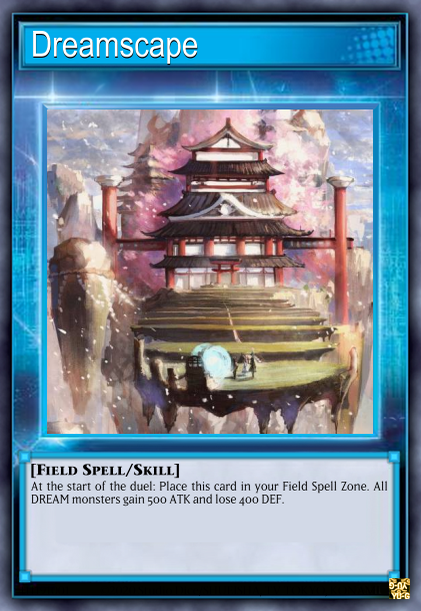 Dreamscape
[Field Spell/Skill]
At the start of the duel: Place this card in your Field Spell Zone. All
DREAM monsters gain 500 ATK and lose 400 DEF.